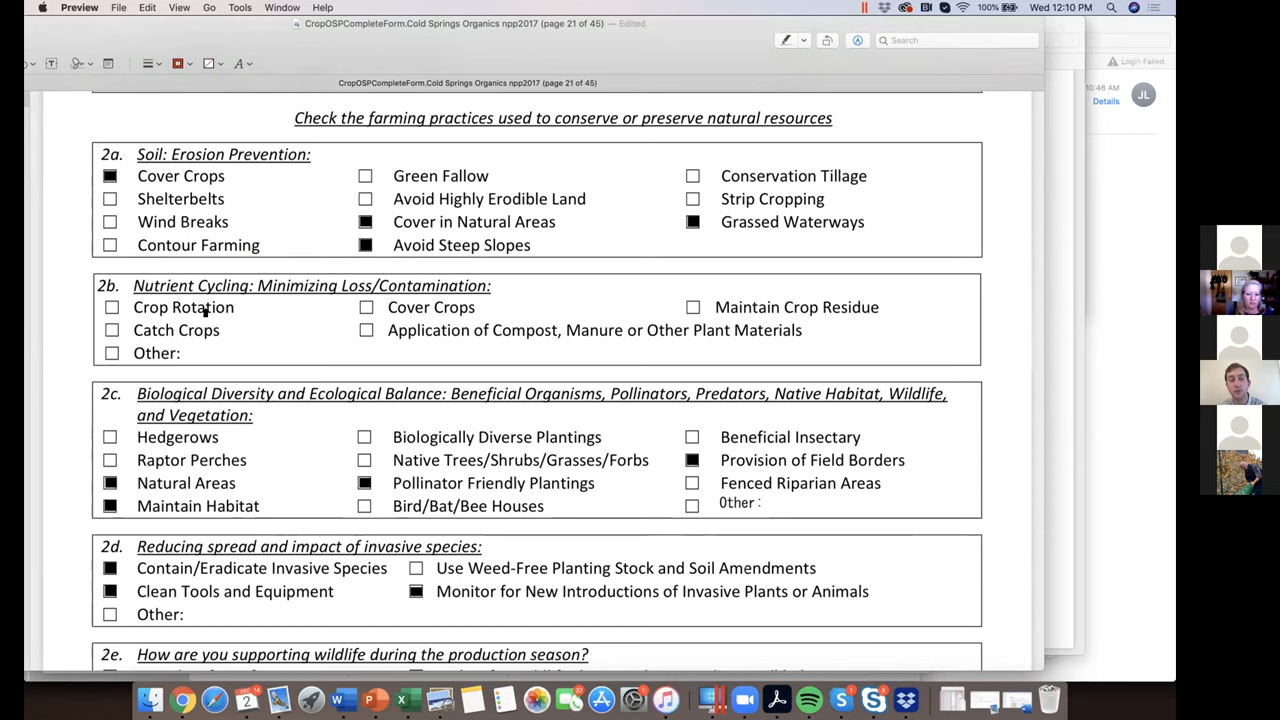 Preview File Edit View Go Tools Window Help 100% Wed 12:10 PM
CropOSPCompleteForm.Cold Springs Organics npp2017 (page 21 of 45) — Edited
Search
CropOSPCompleteForm.Cold Springs Organics npp2017 (page 21 of 45)
Login Failed
10:46 AM
Details
JL
Check the farming practices used to conserve or preserve natural resources
2a. Soil: Erosion Prevention:
Cover Crops Green Fallow Conservation Tillage
Shelterbelts Avoid Highly Erodible Land Strip Cropping
Wind Breaks Cover in Natural Areas Grassed Waterways
Contour Farming Avoid Steep Slopes
2b. Nutrient Cycling: Minimizing Loss/Contamination:
Crop Rotation Cover Crops Maintain Crop Residue
Catch Crops Application of Compost, Manure or Other Plant Materials
Other:
2c. Biological Diversity and Ecological Balance: Beneficial Organisms, Pollinators, Predators, Native Habitat, Wildlife,
and Vegetation:
Hedgerows Biologically Diverse Plantings Beneficial Insectary
Raptor Perches Native Trees/Shrubs/Grasses/Forbs Provision of Field Borders
Natural Areas Pollinator Friendly Plantings Fenced Riparian Areas
Maintain Habitat Bird/Bat/Bee Houses Other:
2d. Reducing spread and impact of invasive species:
Contain/Eradicate Invasive Species Use Weed-Free Planting Stock and Soil Amendments
Clean Tools and Equipment Monitor for New Introductions of Invasive Plants or Animals
Other:
2e. How are you supporting wildlife during the production season?